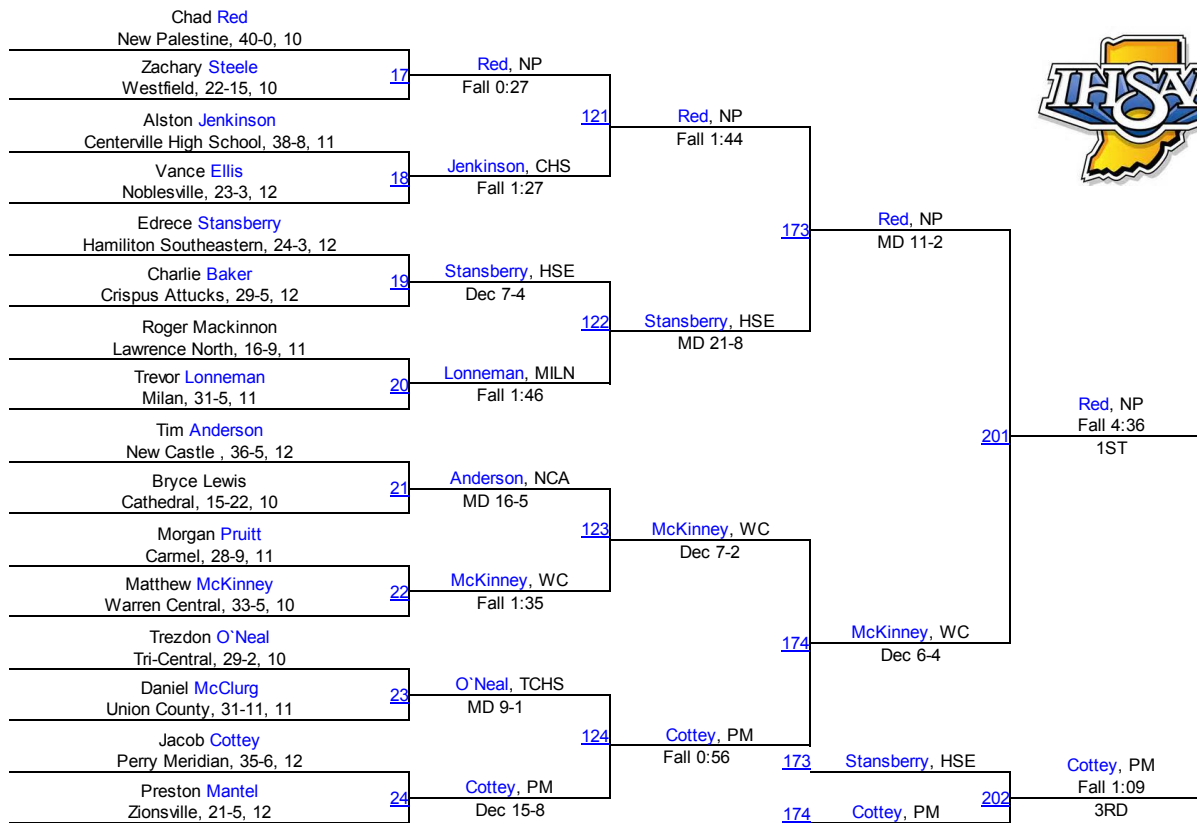 Chad Red
New Palestine, 40-0, 10
Zachary Steele
Westfield, 22-15, 10
17
Red, NP
Fall 0:27
Alston Jenkinson
Centerville High School, 38-8, 11
Vance Ellis
Noblesville, 23-3, 12
18
Jenkinson, CHS
Fall 1:27
121
Red, NP
Fall 1:44
Edrece Stansberry
Hamiliton Southeastern, 24-3, 12
Charlie Baker
Crispus Attucks, 29-5, 12
19
Stansberry, HSE
Dec 7-4
Roger Mackinnon
Lawrence North, 16-9, 11
Trevor Lonneman
Milan, 31-5, 11
20
Lonneman, MILN
Fall 1:46
122
Stansberry, HSE
MD 21-8
173
Red, NP
MD 11-2
Tim Anderson
New Castle , 36-5, 12
Bryce Lewis
Cathedral, 15-22, 10
21
Anderson, NCA
MD 16-5
Morgan Pruitt
Carmel, 28-9, 11
Matthew McKinney
Warren Central, 33-5, 10
22
McKinney, WC
Fall 1:35
123
McKinney, WC
Dec 7-2
Trezdon O`Neal
Tri-Central, 29-2, 10
Daniel McClurg
Union County, 31-11, 11
23
O`Neal, TCHS
MD 9-1
Jacob Cottey
Perry Meridian, 35-6, 12
Preston Mantel
Zionsville, 21-5, 12
24
Cottey, PM
Dec 15-8
124
Cottey, PM
Fall 0:56
174
McKinney, WC
Dec 6-4
201
Red, NP
Fall 4:36
1ST
173
Stansberry, HSE
174
Cottey, PM
202
Cottey, PM
Fall 1:09
3RD
IHSAA